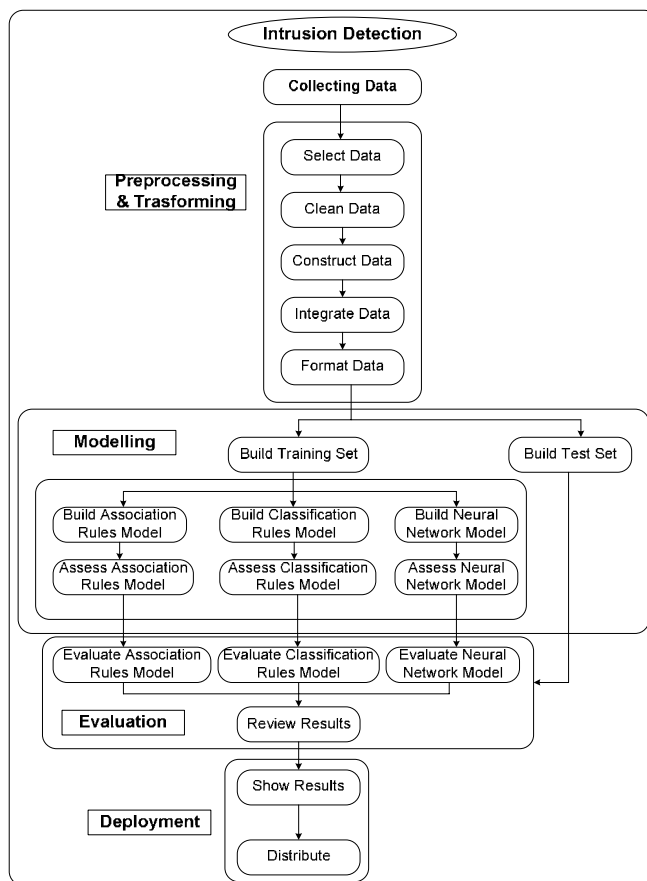 Intrusion Detection
Collecting Data
Preprocessing
& Trasforming
Select Data
Clean Data
Construct Data
Integrate Data
Format Data
Modelling
Build Training Set
Build Test Set
Build Association
Rules Model
Build Classification
Rules Model
Build Neural
Network Model
Assess Association
Rules Model
Assess Classification
Rules Model
Assess Neural
Network Model
Evaluate Association
Rules Model
Evaluate Classification
Rules Model
Evaluate Neural
Network Model
Evaluation
Review Results
Deployment
Show Results
Distribute